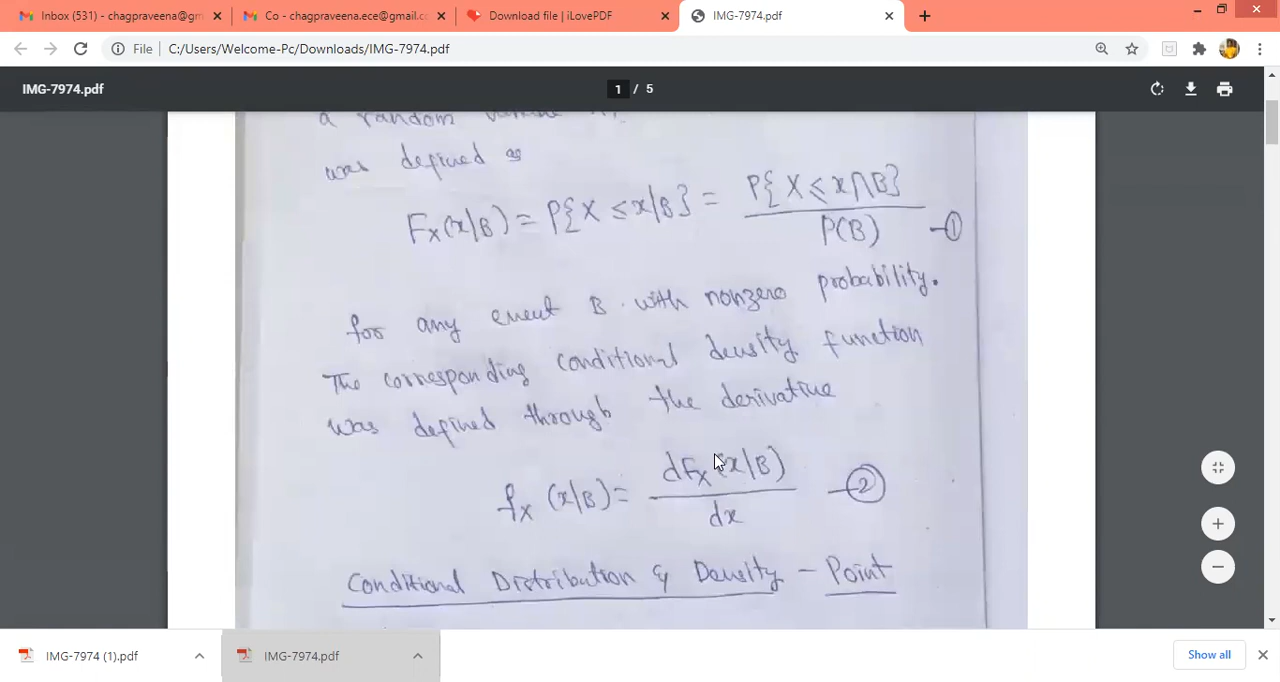 Inbox (531) - chagpraveena@gm
Co - chagpraveena.ece@gmail.c
Download file | iLovePDF
IMG-7974.pdf
File
C:/Users/Welcome-Pc/Downloads/IMG-7974.pdf
IMG-7974.pdf
1 / 5
a random
was defined as
Fx(x|B) = P{X ≤ x|B} = P{X ≤ x∩B} / P(B) -①
for any event B. with nonzero probability.
The corresponding conditional density function
was defined through the derivative
fx(x|B) = dFx(x|B) / dx -②
Conditional Distribution & Density - Point
IMG-7974 (1).pdf
IMG-7974.pdf
Show all